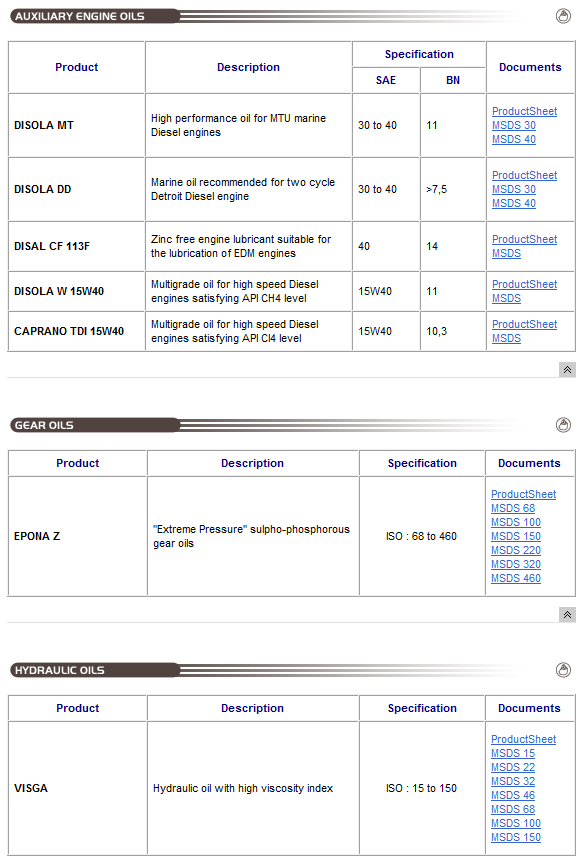 AUXILIARY ENGINE OILS
Product Description Specification Documents
SAE BN
DISOLA MT High performance oil for MTU marine Diesel engines 30 to 40 11 ProductSheet
MSDS 30
MSDS 40
DISOLA DD Marine oil recommended for two cycle Detroit Diesel engine 30 to 40 >7,5 ProductSheet
MSDS 30
MSDS 40
DISAL CF 113F Zinc free engine lubricant suitable for the lubrication of EDM engines 40 14 ProductSheet
MSDS
DISOLA W 15W40 Multigrade oil for high speed Diesel engines satisfying API CH4 level 15W40 11 ProductSheet
MSDS
CAPRANO TDI 15W40 Multigrade oil for high speed Diesel engines satisfying API CI4 level 15W40 10,3 ProductSheet
MSDS
GEAR OILS
Product Description Specification Documents
EPONA Z "Extreme Pressure" sulpho-phosphorous gear oils ISO : 68 to 460 ProductSheet
MSDS 68
MSDS 100
MSDS 150
MSDS 220
MSDS 320
MSDS 460
HYDRAULIC OILS
Product Description Specification Documents
VISGA Hydraulic oil with high viscosity index ISO : 15 to 150 ProductSheet
MSDS 15
MSDS 22
MSDS 32
MSDS 46
MSDS 68
MSDS 100
MSDS 150